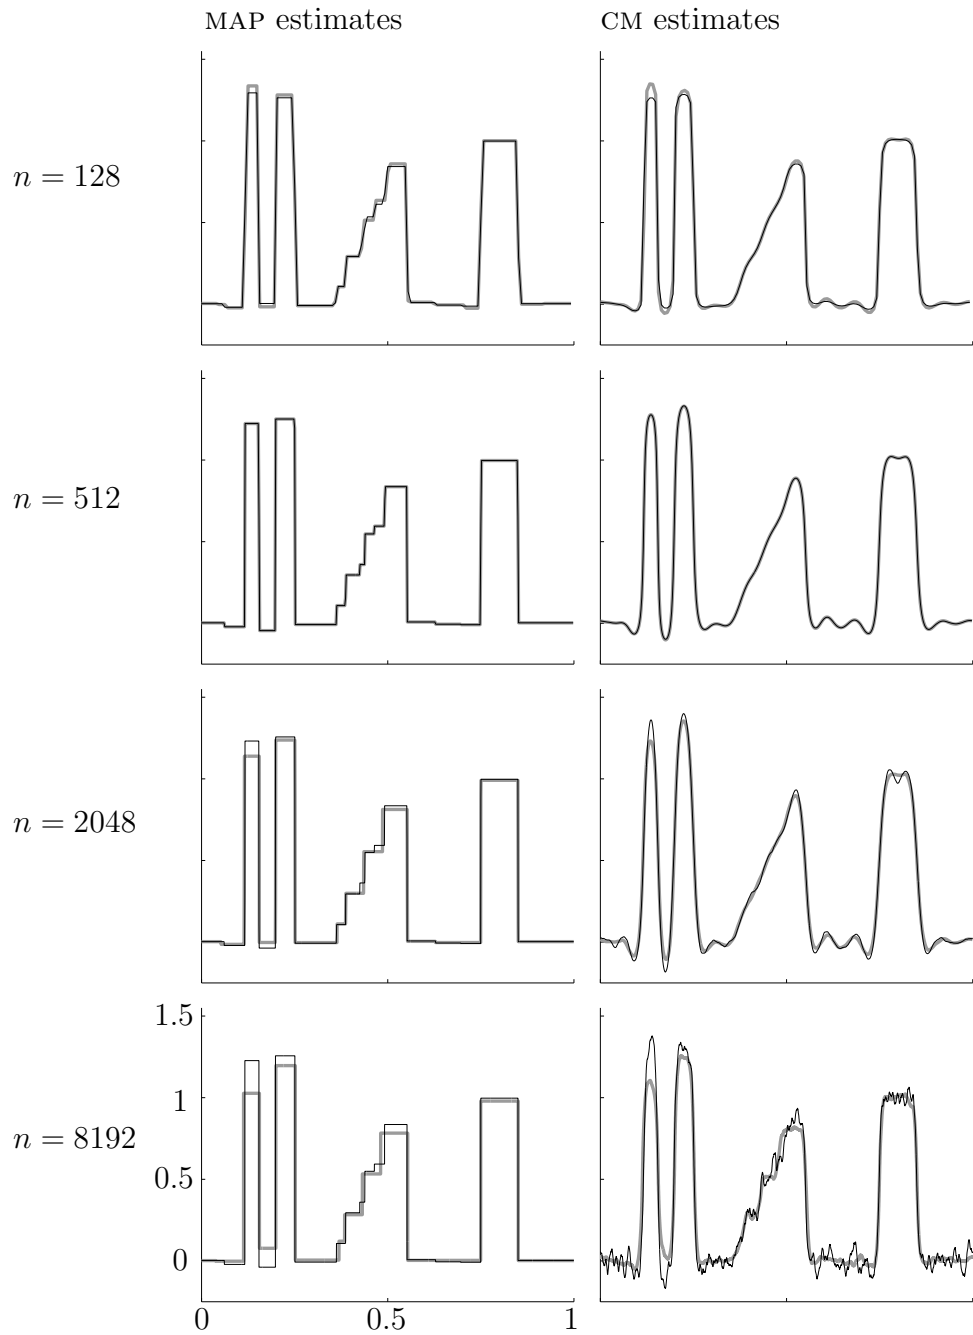 MAP estimates
CM estimates
n = 128
n = 512
n = 2048
1.5
1
n = 8192
0.5
0
0 0.5 1